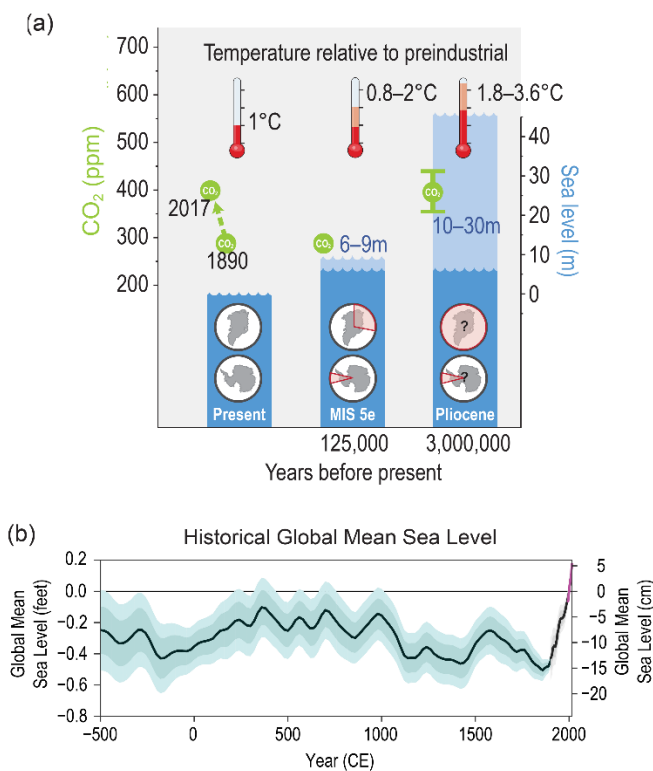 (a)
Temperature relative to preindustrial
700
600
500
400
300
200
CO₂ (ppm)
1°C
0.8–2°C
1.8–3.6°C
CO₂
2017
CO₂
1890
CO₂
6–9m
CO₂
10–30m
40
30
20
10
0
Sea level (m)
?
?
Present
MIS 5e
Pliocene
125,000
3,000,000
Years before present
(b)
Historical Global Mean Sea Level
Global Mean
Sea Level (feet)
0.2
0.0
−0.2
−0.4
−0.6
−0.8
5
0
−5
−10
−15
−20
Global Mean
Sea Level (cm)
−500
0
500
1000
1500
2000
Year (CE)